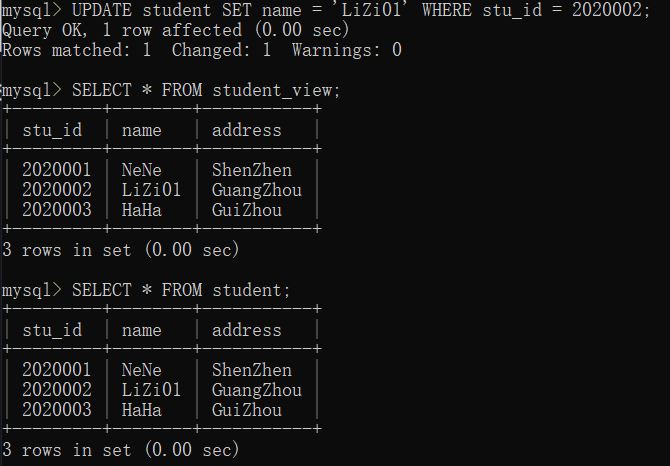 mysql> UPDATE student SET name = 'LiZi01' WHERE stu_id = 2020002;
Query OK, 1 row affected (0.00 sec)
Rows matched: 1  Changed: 1  Warnings: 0
mysql> SELECT * FROM student_view;
+---------+--------+-----------+
| stu_id  | name   | address   |
+---------+--------+-----------+
| 2020001 | NeNe   | ShenZhen  |
| 2020002 | LiZi01 | GuangZhou |
| 2020003 | HaHa   | GuiZhou   |
+---------+--------+-----------+
3 rows in set (0.00 sec)
mysql> SELECT * FROM student;
+---------+--------+-----------+
| stu_id  | name   | address   |
+---------+--------+-----------+
| 2020001 | NeNe   | ShenZhen  |
| 2020002 | LiZi01 | GuangZhou |
| 2020003 | HaHa   | GuiZhou   |
+---------+--------+-----------+
3 rows in set (0.00 sec)